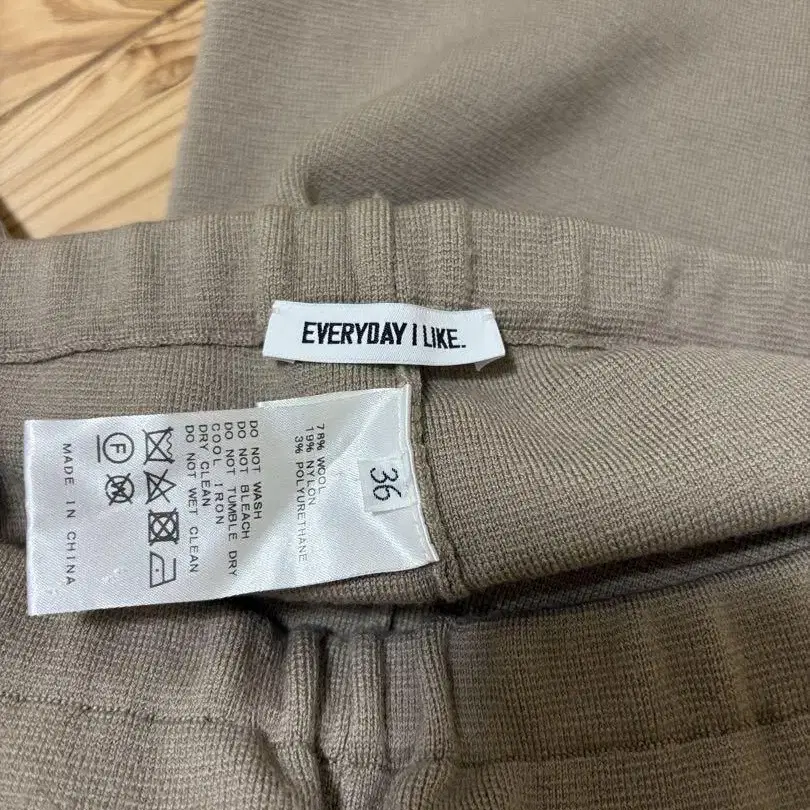 EVERYDAY I LIKE.
36
78% WOOL
19% NYLON
3% POLYURETHANE
DO NOT WASH
DO NOT BLEACH
DO NOT TUMBLE DRY
COOL IRON
DRY CLEAN
DO NOT WET CLEAN
F
W
MADE IN CHINA